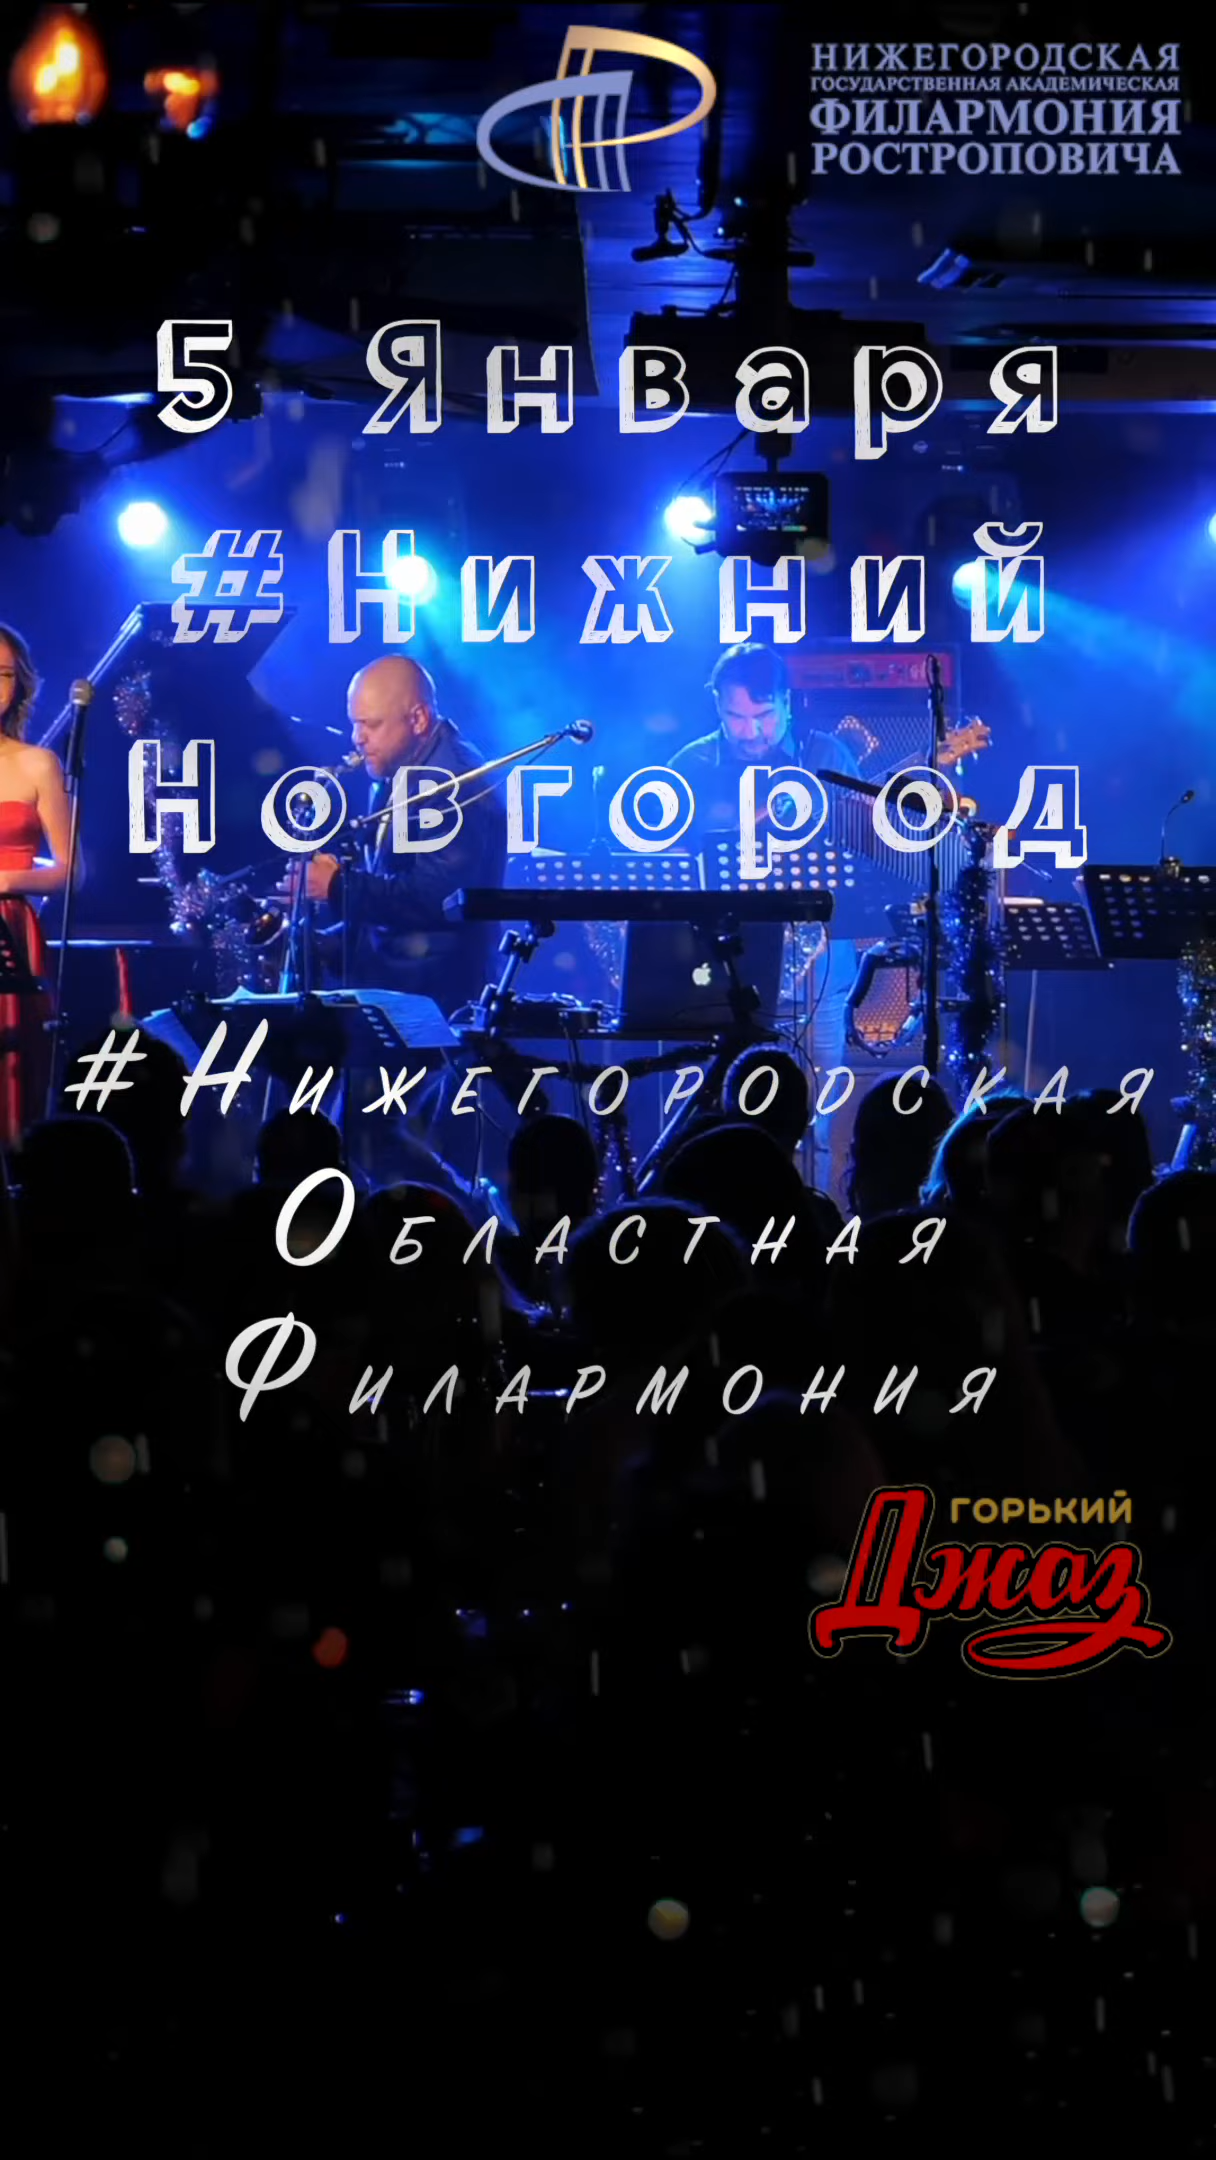 НИЖЕГОРОДСКАЯ
ГОСУДАРСТВЕННАЯ АКАДЕМИЧЕСКАЯ
ФИЛАРМОНИЯ
РОСТРОПОВИЧА
5 Января
#Нижний
Новгород
#Нижегородская
Областная
Филармония
ГОРЬКИЙ
Джаз